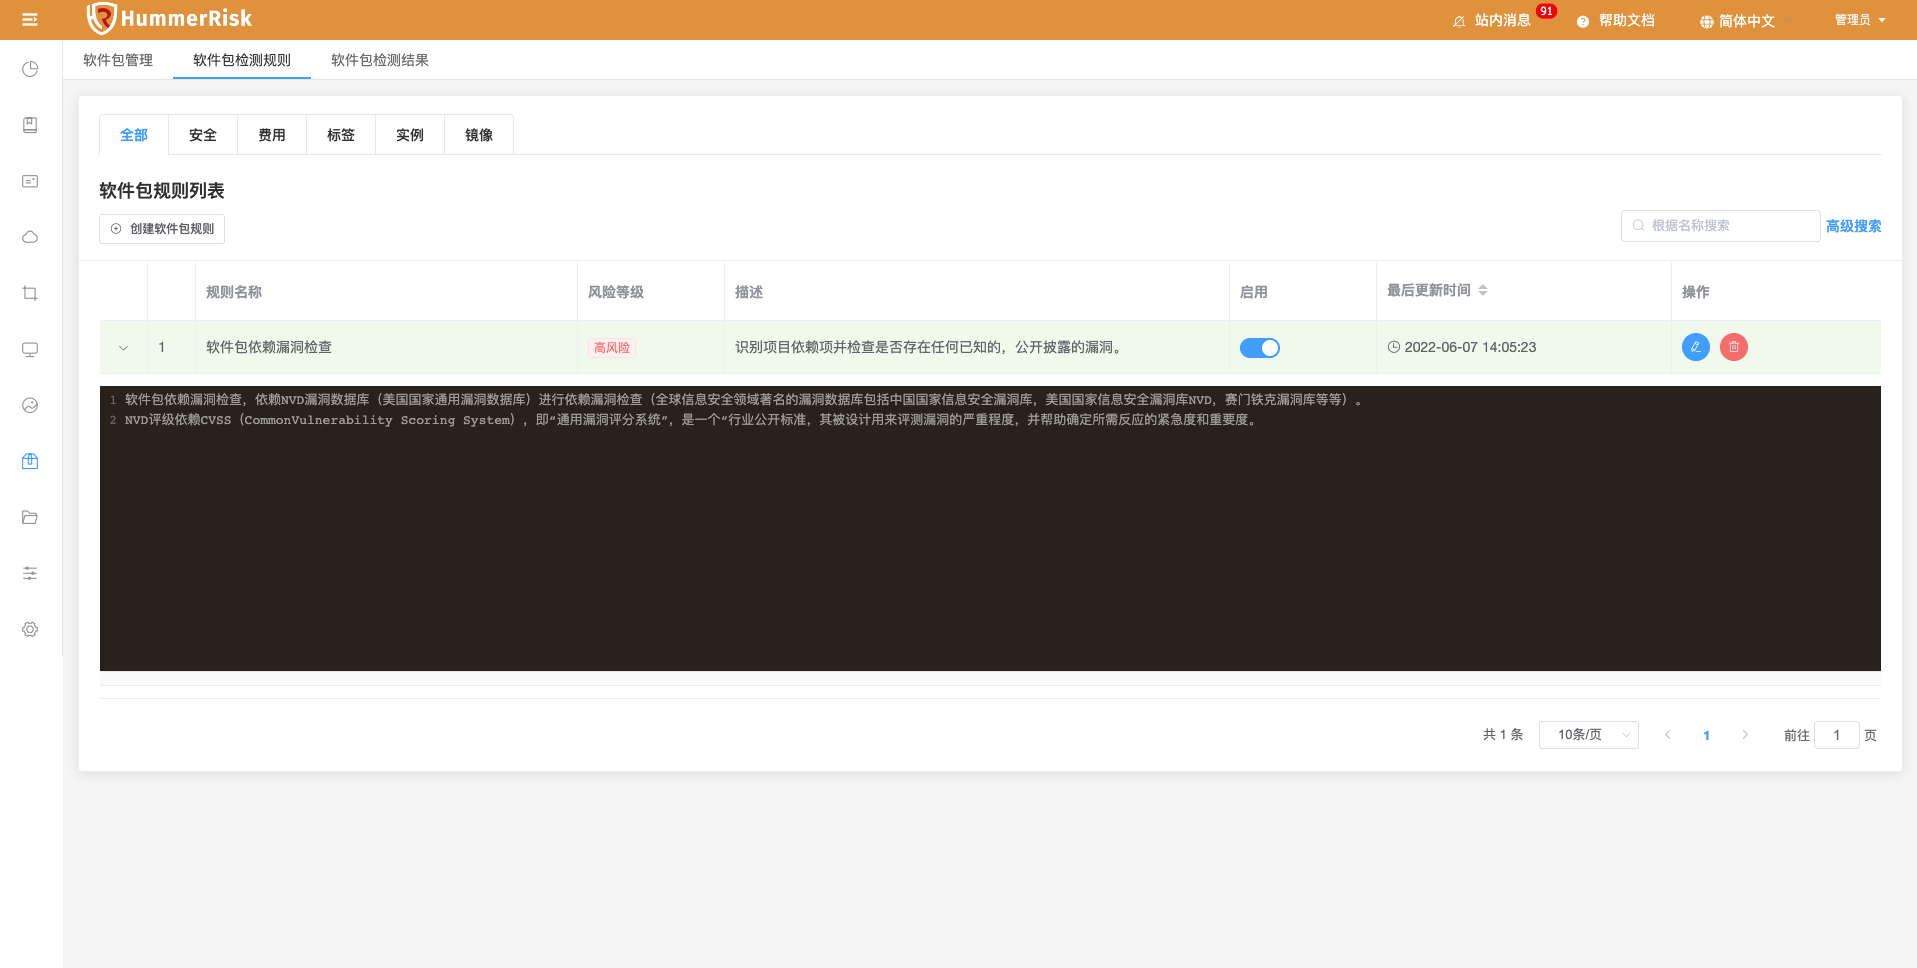 HummerRisk
站内消息 91
帮助文档
简体中文
管理员
软件包管理 软件包检测规则 软件包检测结果
全部 安全 费用 标签 实例 镜像
软件包规则列表
创建软件包规则
根据名称搜索 高级搜索
规则名称 风险等级 描述 启用 最后更新时间 操作
1 软件包依赖漏洞检查 高风险 识别项目依赖项并检查是否存在任何已知的，公开披露的漏洞。 2022-06-07 14:05:23
1 软件包依赖漏洞检查，依赖NVD漏洞数据库（美国国家通用漏洞数据库）进行依赖漏洞检查（全球信息安全领域著名的漏洞数据库包括中国国家信息安全漏洞库，美国国家信息安全漏洞库NVD，赛门铁克漏洞库等等）。
2 NVD评级依赖CVSS（CommonVulnerability Scoring System），即“通用漏洞评分系统”，是一个“行业公开标准，其被设计用来评测漏洞的严重程度，并帮助确定所需反应的紧急度和重要度。
共 1 条 10条/页 1 前往 1 页